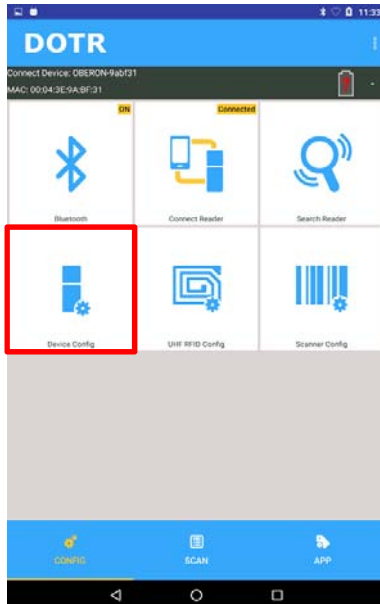 11:33
DOTR
Connect Device: OBERON-9abf31
MAC: 00:04:3E:9A:BF:31
ON
Connected
Bluetooth
Connect Reader
Search Reader
Device Config
UHF RFID Config
Scanner Config
CONFIG
SCAN
APP